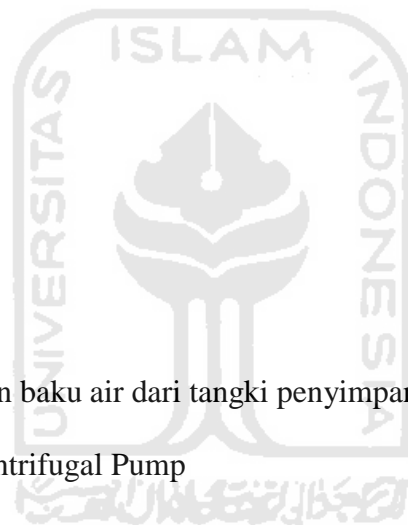 ISLAM
UNIVERSITAS
INDONESIA
n baku air dari tangki penyimpan
ntrifugal Pump